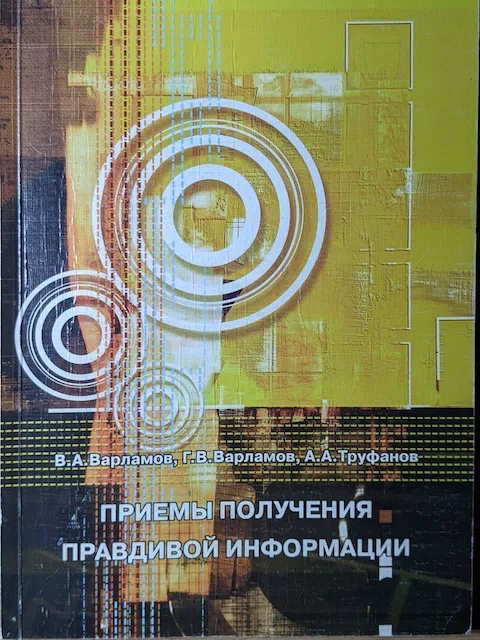 В.А.Варламов, Г.В.Варламов, А.А.Труфанов
ПРИЕМЫ ПОЛУЧЕНИЯ
ПРАВДИВОЙ ИНФОРМАЦИИ